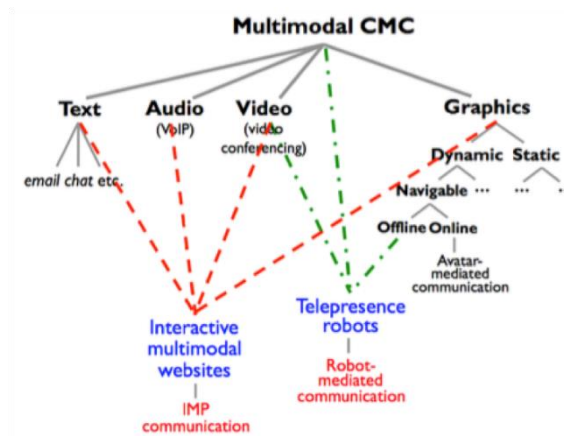 Multimodal CMC
Text Audio Video Graphics
(VoIP) (video
conferencing)
Dynamic Static
email chat etc.
Navigable ... ...
Offline Online
Avatar-
mediated
communication
Interactive
multimodal
websites
Telepresence
robots
IMP
communication
Robot-
mediated
communication